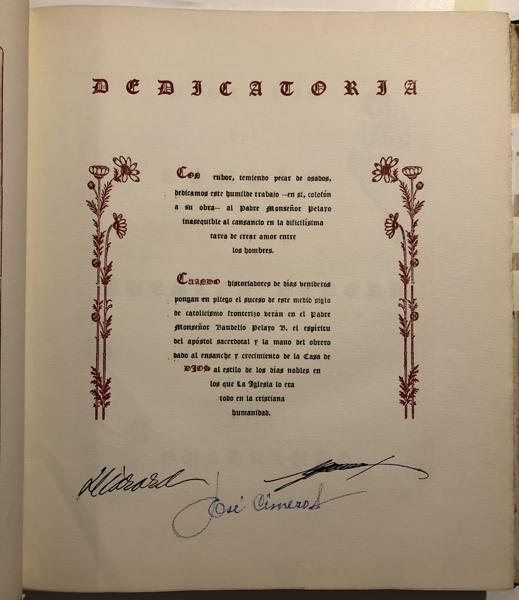 DEDICATORIA
CON rubor, temiendo pecar de osados,
dedicamos este humilde trabajo —en sí, colofón
a su obra— al Padre Monseñor Pelayo
inasequible al cansancio en la dificilísima
tarea de crear amor entre
los hombres.
CUANDO historiadores de días venideros
pongan en pliego el suceso de este medio siglo
de catolicismo fronterizo verán en el Padre
Monseñor Baudelio Pelayo B. el espíritu
del apóstol sacerdotal y la mano del obrero
dado al ensanche y crecimiento de la Casa de
DIOS al estilo de los días nobles en
los que La Iglesia lo era
todo en la cristiana
humanidad.
José Cisneros